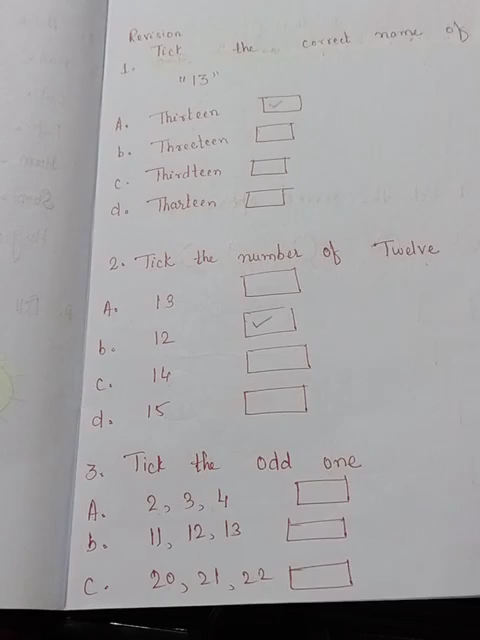 Revision
1. Tick the correct name of
"13"
A. Thirteen ✓
b. Threeteen
c. Thirdteen
d. Tharteen
2. Tick the number of Twelve
A. 13
b. 12 ✓
c. 14
d. 15
3. Tick the odd one
A. 2, 3, 4
b. 11, 12, 13
c. 20, 21, 22